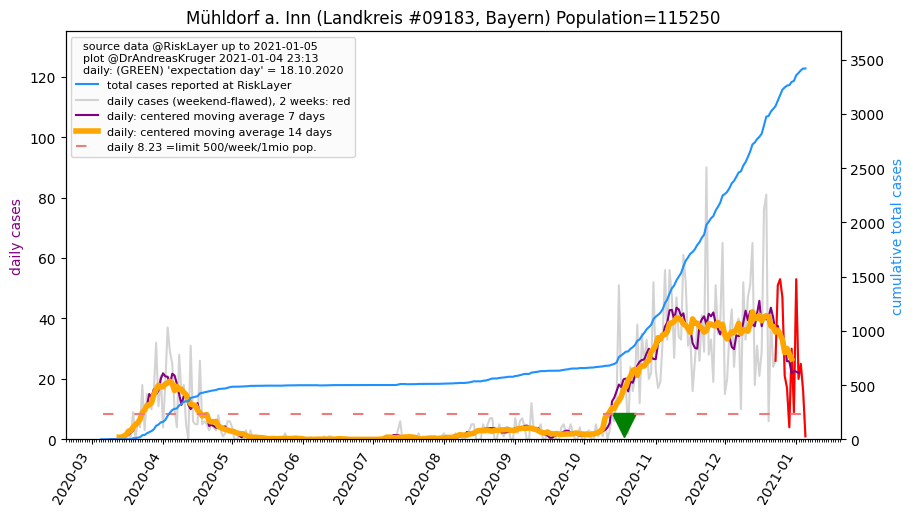 Mühldorf a. Inn (Landkreis #09183, Bayern) Population=115250
source data @RiskLayer up to 2021-01-05
plot @DrAndreasKruger 2021-01-04 23:13
daily: (GREEN) 'expectation day' = 18.10.2020
total cases reported at RiskLayer
daily cases (weekend-flawed), 2 weeks: red
daily: centered moving average 7 days
daily: centered moving average 14 days
daily 8.23 =limit 500/week/1mio pop.
daily cases
120
100
80
60
40
20
0
cumulative total cases
3500
3000
2500
2000
1500
1000
500
0
2020-03
2020-04
2020-05
2020-06
2020-07
2020-08
2020-09
2020-10
2020-11
2020-12
2021-01